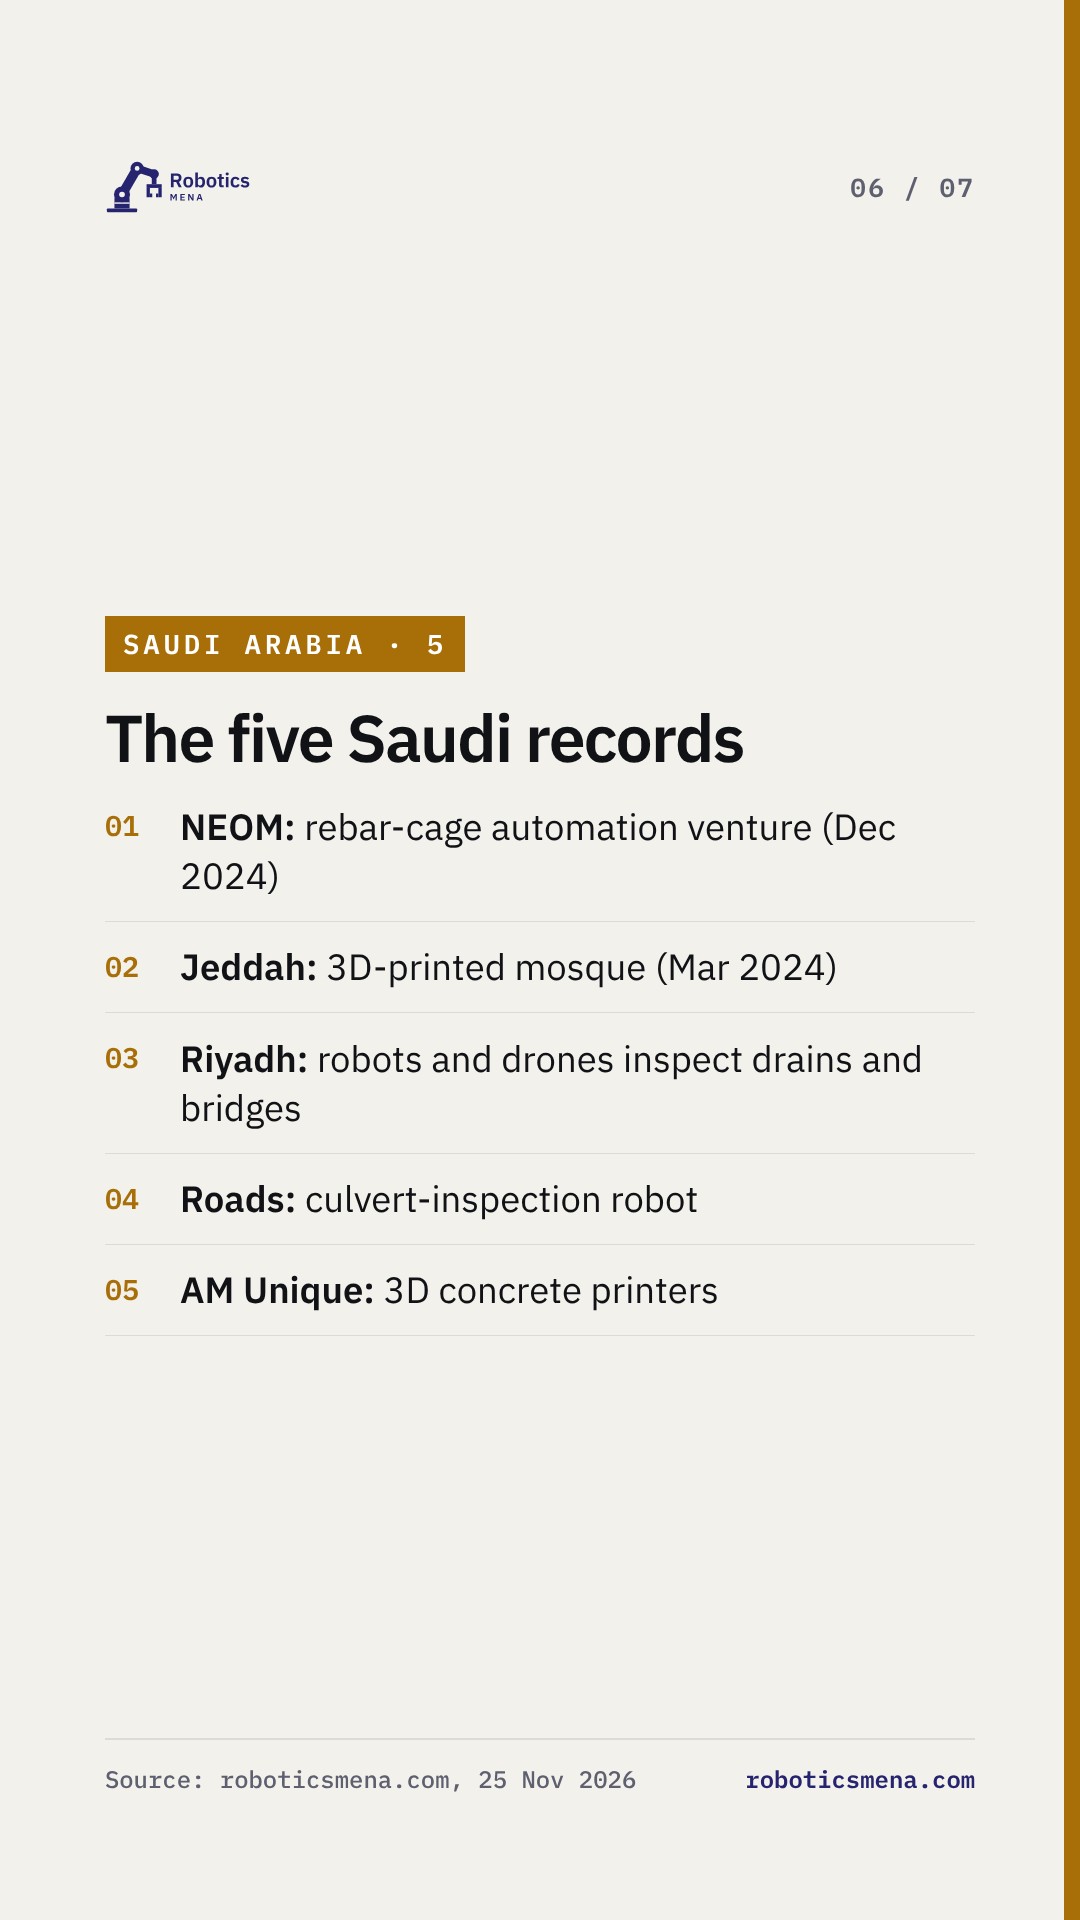 Robotics
MENA
06 / 07
SAUDI ARABIA · 5
The five Saudi records
01 NEOM: rebar-cage automation venture (Dec
2024)
02 Jeddah: 3D-printed mosque (Mar 2024)
03 Riyadh: robots and drones inspect drains and
bridges
04 Roads: culvert-inspection robot
05 AM Unique: 3D concrete printers
Source: roboticsmena.com, 25 Nov 2026
roboticsmena.com